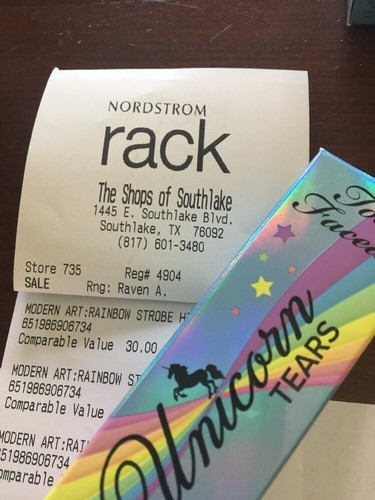 NORDSTROM
rack
The Shops of Southlake
1445 E. Southlake Blvd.
Southlake, TX 76092
(817) 601-3480
Store 735 Reg# 4904
SALE Rng: Raven A.
MODERN ART:RAINBOW STROBE
651986906734
Comparable Value 30.00
MODERN ART:RAINBOW
651986906734
Comparable Value
MODERN
651986906734
Too
Faced
Unicorn
TEARS